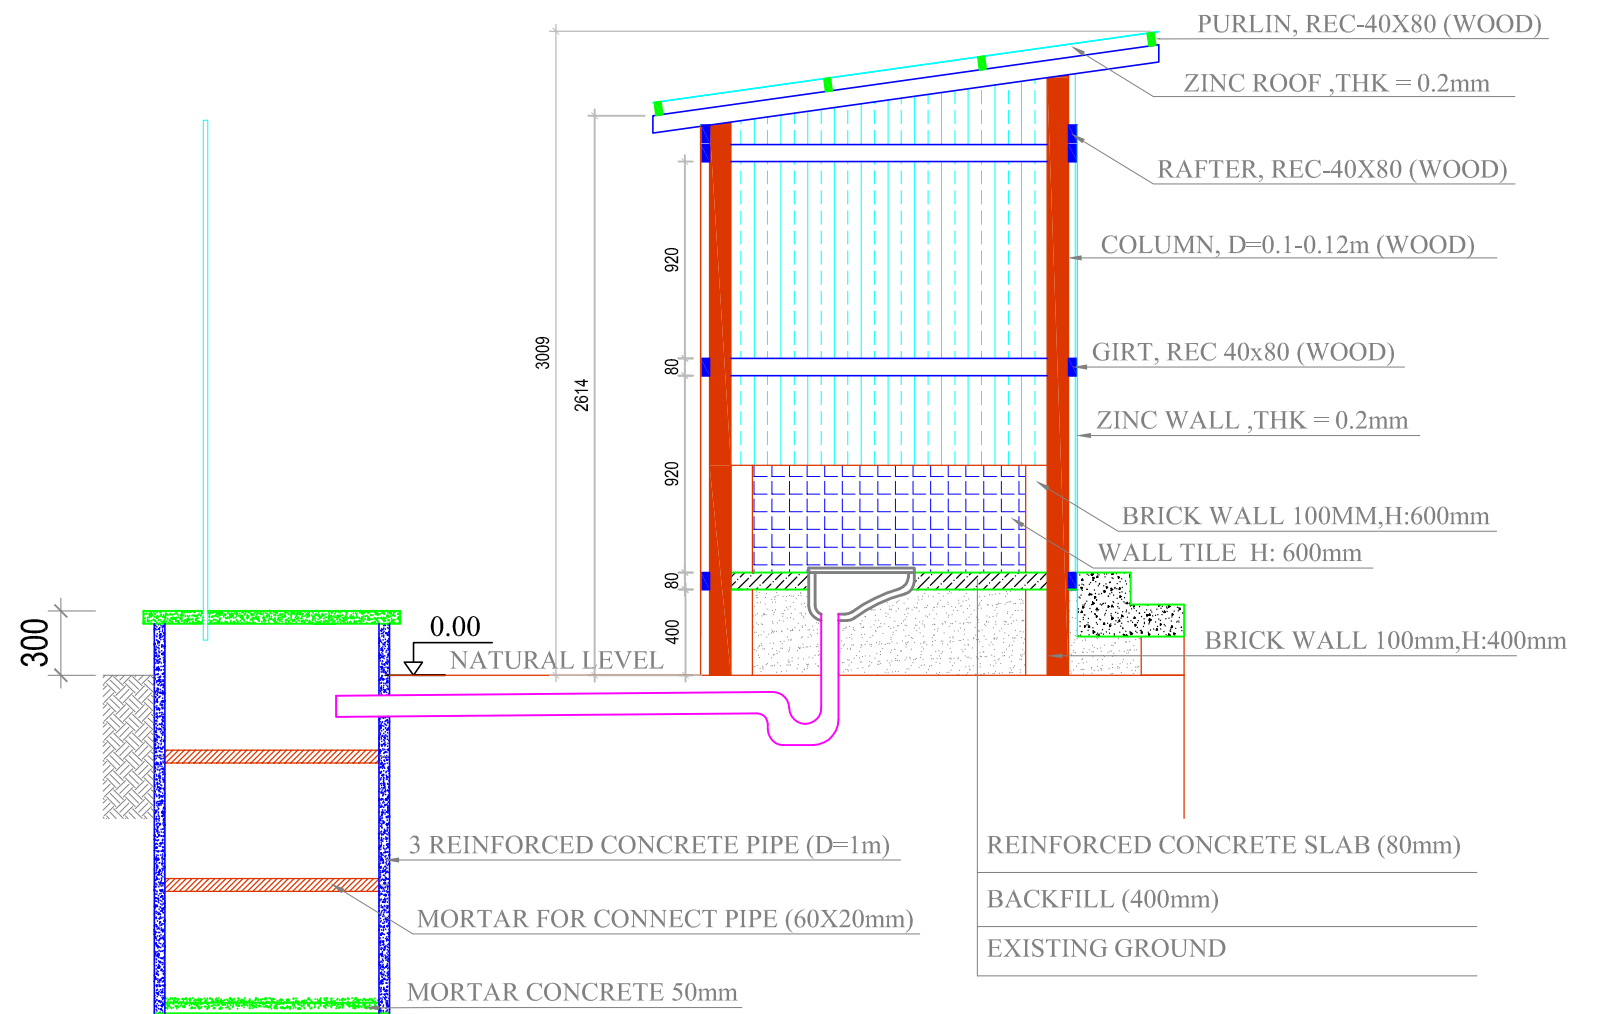 PURLIN, REC-40X80 (WOOD)
ZINC ROOF ,THK = 0.2mm
RAFTER, REC-40X80 (WOOD)
COLUMN, D=0.1-0.12m (WOOD)
920
3009
GIRT, REC 40x80 (WOOD)
80
2614
ZINC WALL ,THK = 0.2mm
920
BRICK WALL 100MM,H:600mm
WALL TILE H: 600mm
80
300
0.00
400
BRICK WALL 100mm,H:400mm
NATURAL LEVEL
3 REINFORCED CONCRETE PIPE (D=1m)
REINFORCED CONCRETE SLAB (80mm)
BACKFILL (400mm)
MORTAR FOR CONNECT PIPE (60X20mm)
EXISTING GROUND
MORTAR CONCRETE 50mm